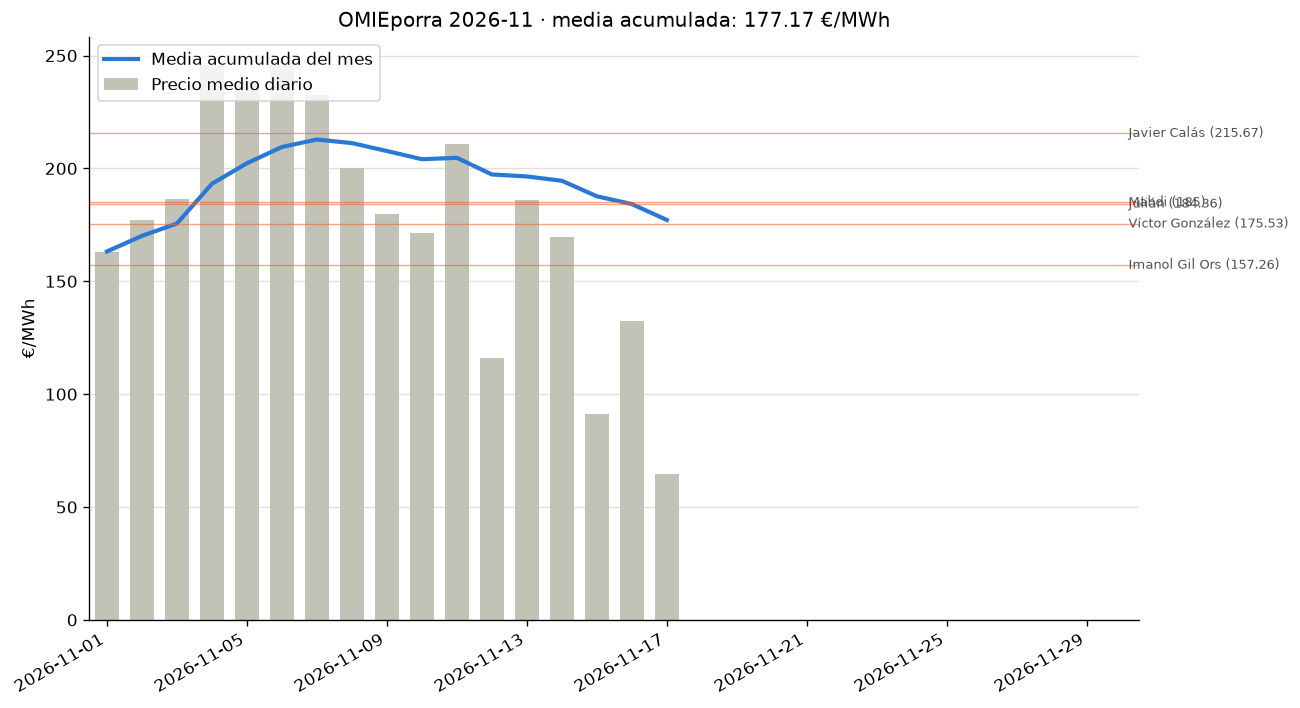 OMIEporra 2026-11 · media acumulada: 177.17 €/MWh
Media acumulada del mes
Precio medio diario
€/MWh
250
200
150
100
50
0
Javier Calás (215.67)
Víctor González (175.53)
Imanol Gil Ors (157.26)
2026-11-01
2026-11-05
2026-11-09
2026-11-13
2026-11-17
2026-11-21
2026-11-25
2026-11-29